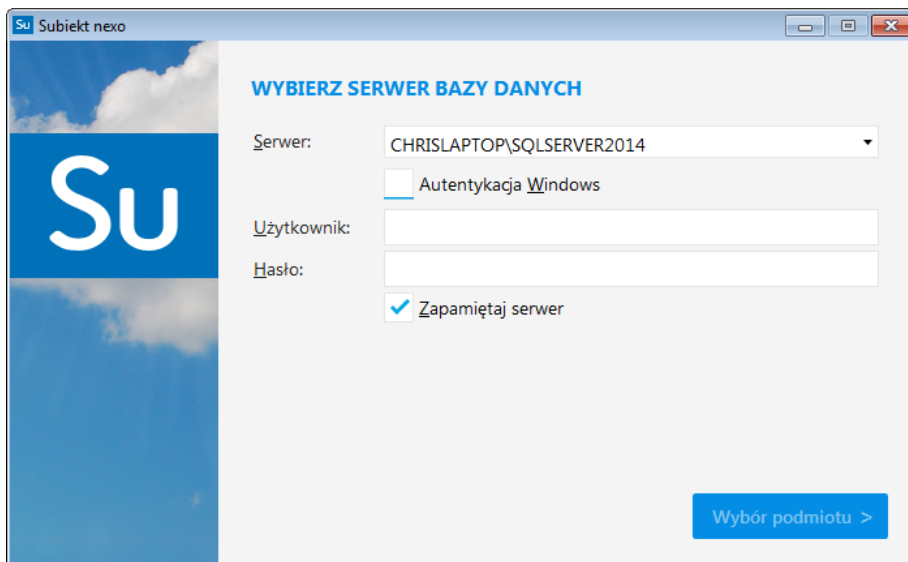 Su Subiekt nexo
WYBIERZ SERWER BAZY DANYCH
Serwer: CHRISLAPTOP\SQLSERVER2014
Autentykacja Windows
Su
Użytkownik:
Hasło:
Zapamiętaj serwer
Wybór podmiotu >